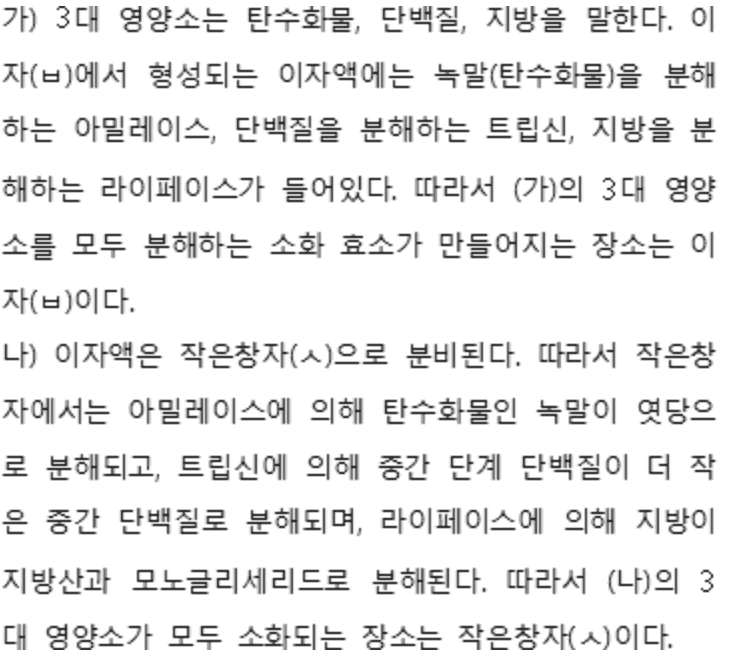 가) 3대 영양소는 탄수화물, 단백질, 지방을 말한다. 이
자(ㅂ)에서 형성되는 이자액에는 녹말(탄수화물)을 분해
하는 아밀레이스, 단백질을 분해하는 트립신, 지방을 분
해하는 라이페이스가 들어있다. 따라서 (가)의 3대 영양
소를 모두 분해하는 소화 효소가 만들어지는 장소는 이
자(ㅂ)이다.
나) 이자액은 작은창자(ㅅ)으로 분비된다. 따라서 작은창
자에서는 아밀레이스에 의해 탄수화물인 녹말이 엿당으
로 분해되고, 트립신에 의해 중간 단계 단백질이 더 작
은 중간 단백질로 분해되며, 라이페이스에 의해 지방이
지방산과 모노글리세리드로 분해된다. 따라서 (나)의 3
대 영양소가 모두 소화되는 장소는 작은창자(ㅅ)이다.